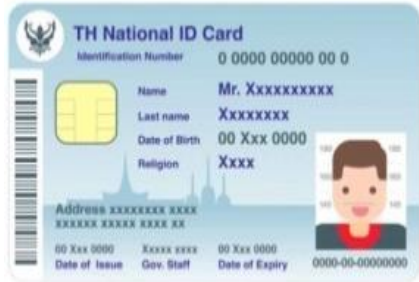 TH National ID Card
Identification Number 0 0000 00000 00 0
Name Mr. Xxxxxxxxxx
Last name Xxxxxxxx
Date of Birth 00 Xxx 0000
Religion Xxxx
Address xxxxxxxx xxxx
xxxxxx xxxxx xxxx xx
00 Xxx 0000 Xxxxx xxxx 00 Xxx 0000
Date of Issue Gov. Staff Date of Expiry 0000-00-00000000